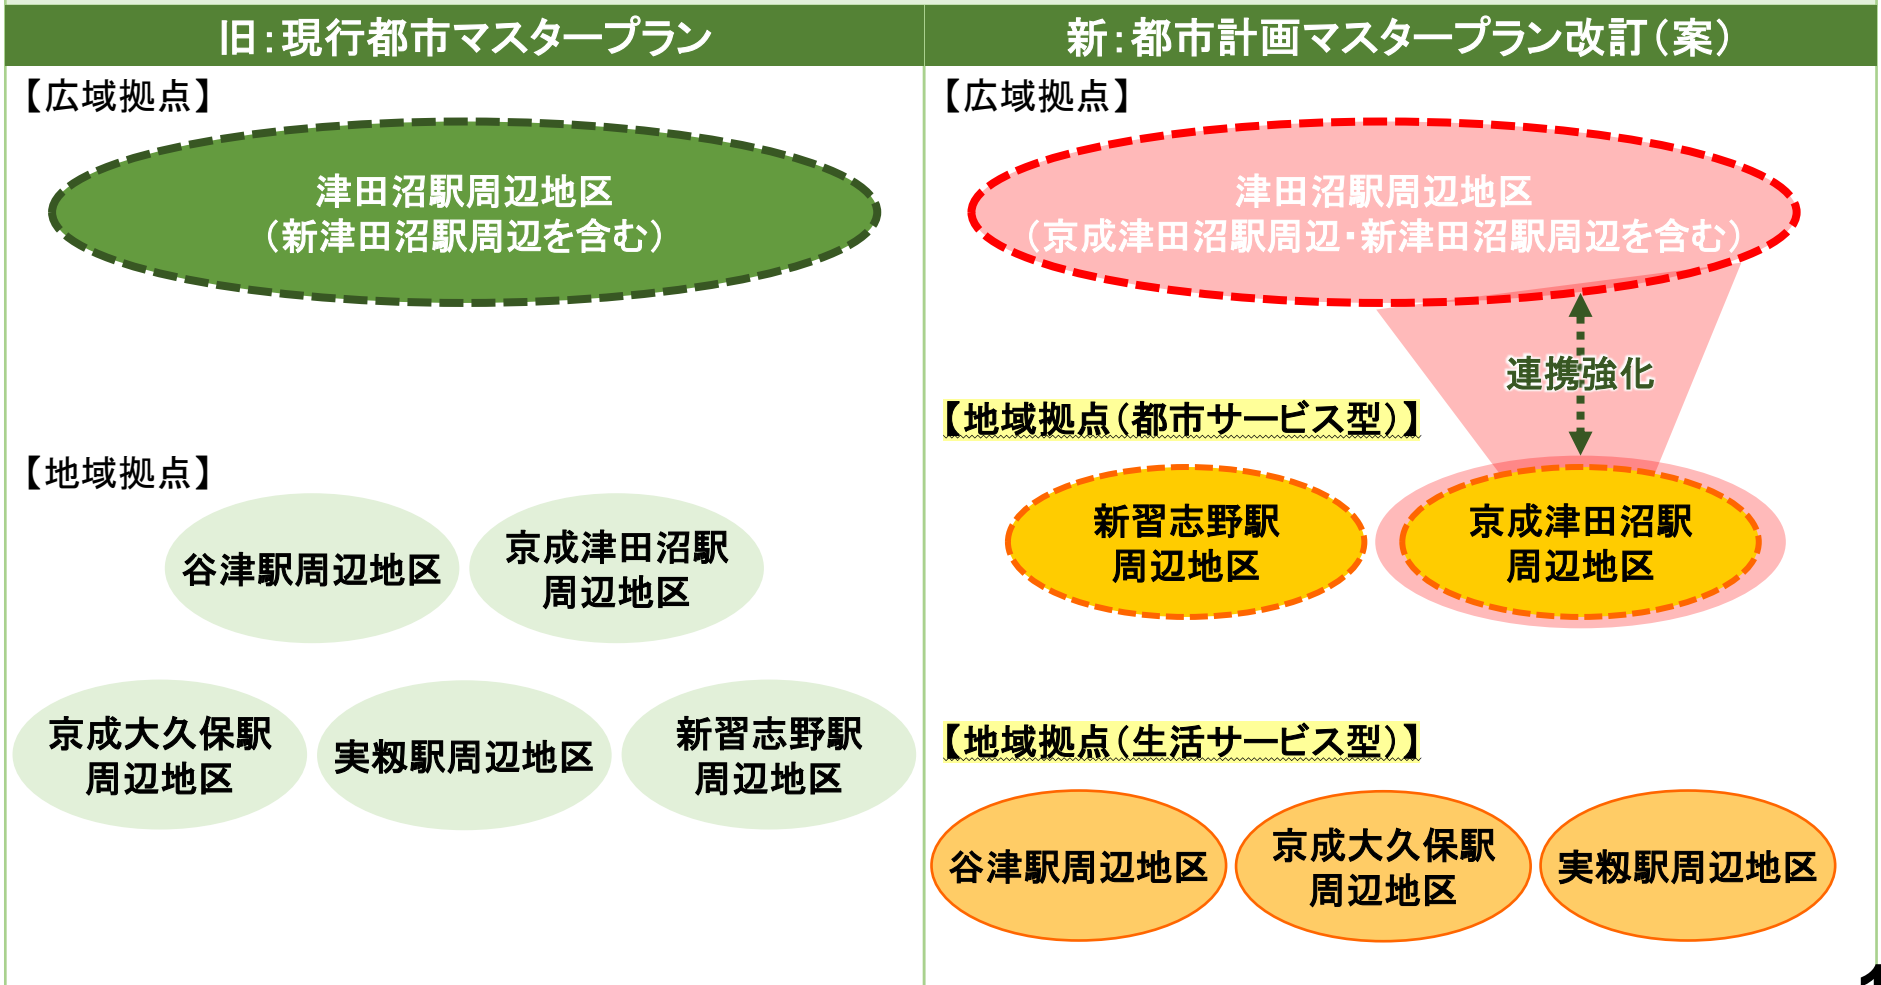 旧：現行都市マスタープラン
【広域拠点】
津田沼駅周辺地区
（新津田沼駅周辺を含む）
【地域拠点】
谷津駅周辺地区
京成津田沼駅
周辺地区
京成大久保駅
周辺地区
実籾駅周辺地区
新習志野駅
周辺地区
新：都市計画マスタープラン改訂（案）
【広域拠点】
津田沼駅周辺地区
（京成津田沼駅周辺・新津田沼駅周辺を含む）
連携強化
【地域拠点（都市サービス型）】
新習志野駅
周辺地区
京成津田沼駅
周辺地区
【地域拠点（生活サービス型）】
谷津駅周辺地区
京成大久保駅
周辺地区
実籾駅周辺地区